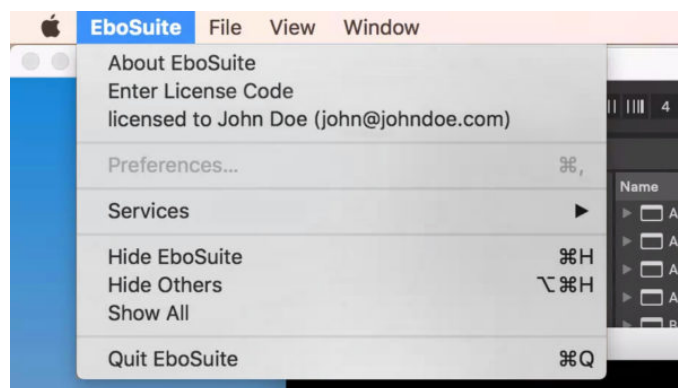 EboSuite File View Window
About EboSuite
Enter License Code
licensed to John Doe (john@johndoe.com)
4
Preferences... ⌘,
Name
Services ▶
A
A
Hide EboSuite ⌘H
A
Hide Others ⌥⌘H
A
Show All
Quit EboSuite ⌘Q